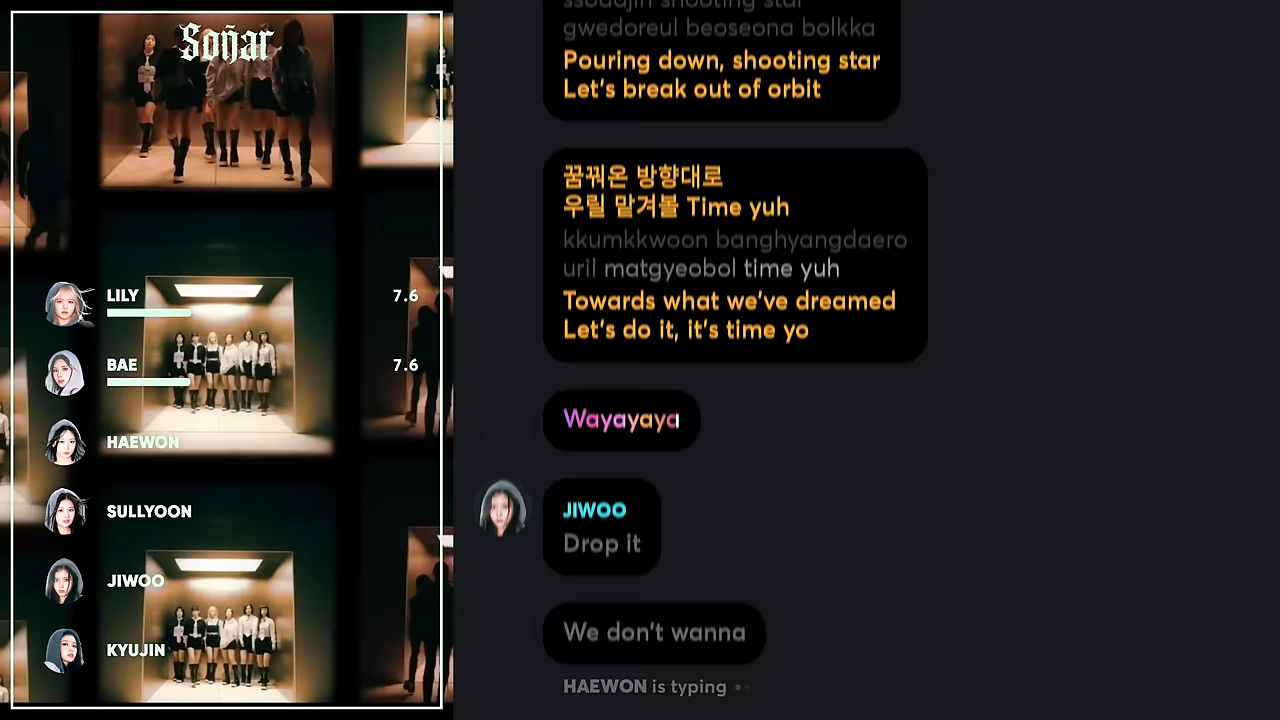 Soñar
LILY
7.6
BAE
7.6
HAEWON
SULLYOON
JIWOO
KYUJIN
ssodajin shooting star
gwedoreul beoseona bolkka
Pouring down, shooting star
Let's break out of orbit
꿈꿔온 방향대로
우릴 맡겨볼 Time yuh
kkumkkwoon banghyangdaero
uril matgyeobol time yuh
Towards what we've dreamed
Let's do it, it's time yo
Wayayaya
JIWOO
Drop it
We don't wanna
HAEWON is typing